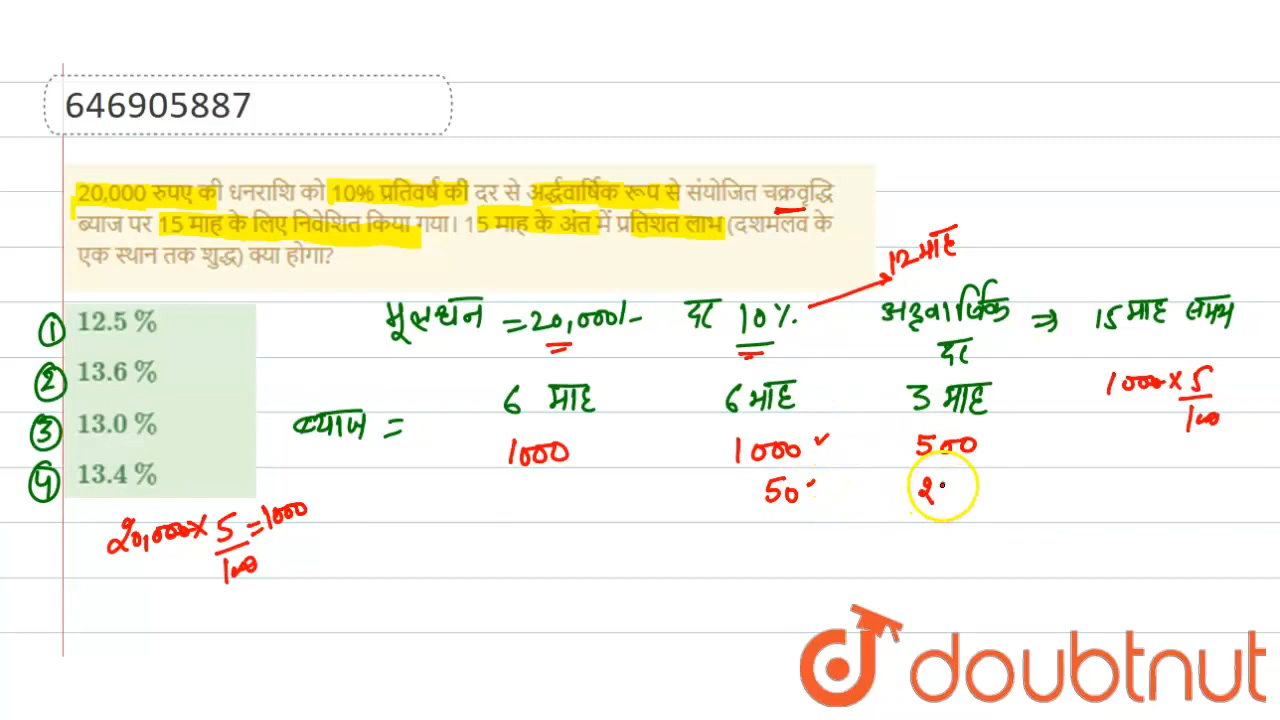 646905887
20,000 रुपए की धनराशि को 10% प्रतिवर्ष की दर से अर्द्धवार्षिक रूप से संयोजित चक्रवृद्धि
ब्याज पर 15 माह के लिए निवेशित किया गया। 15 माह के अंत में प्रतिशत लाभ (दशमलव के
एक स्थान तक शुद्ध) क्या होगा?
12माह
① 12.5 %
② 13.6 %
③ 13.0 %
④ 13.4 %
मूलधन = 20,000/- दर 10%. अर्द्धवार्षिक ⇒ 15 माह समय
दर
ब्याज =
6 माह 6 माह 3 माह
1000 1000 500
50 2
1000 × 5/100
20,000 × 5/100 = 1000
doubtnut